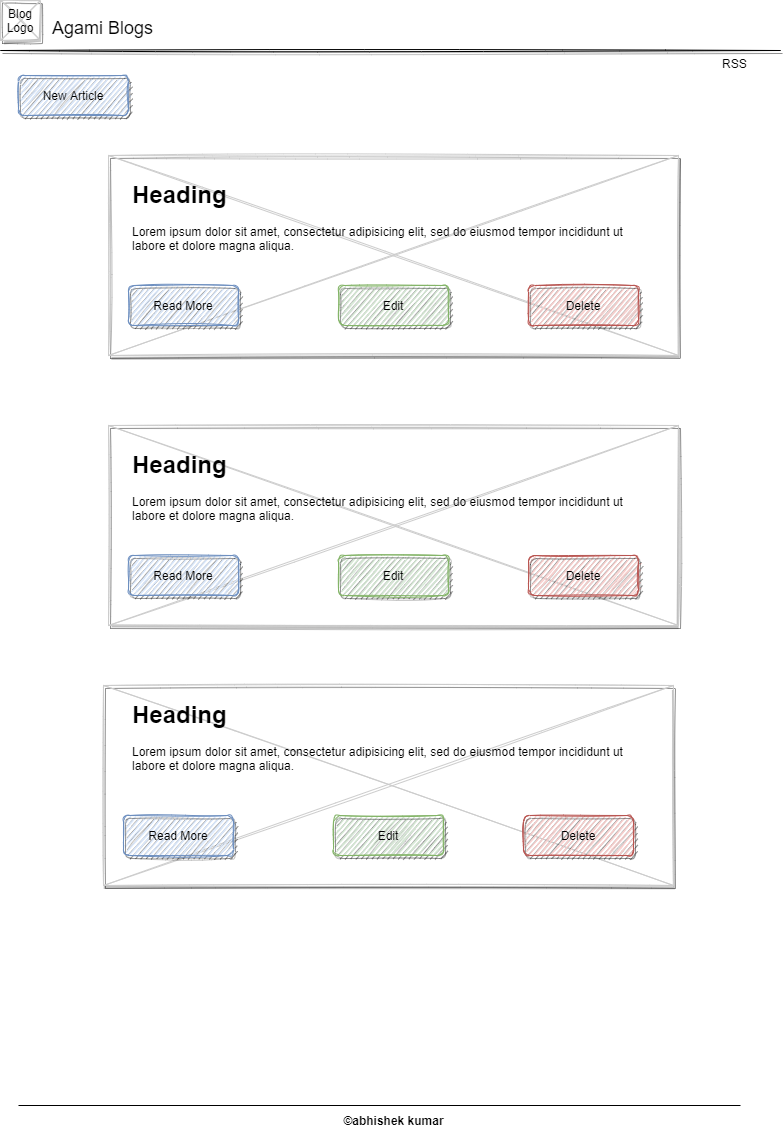 Blog
Logo
Agami Blogs
RSS
New Article
Heading
Lorem ipsum dolor sit amet, consectetur adipisicing elit, sed do eiusmod tempor incididunt ut
labore et dolore magna aliqua.
Read More
Edit
Delete
Heading
Lorem ipsum dolor sit amet, consectetur adipisicing elit, sed do eiusmod tempor incididunt ut
labore et dolore magna aliqua.
Read More
Edit
Delete
Heading
Lorem ipsum dolor sit amet, consectetur adipisicing elit, sed do eiusmod tempor incididunt ut
labore et dolore magna aliqua.
Read More
Edit
Delete
©abhishek kumar